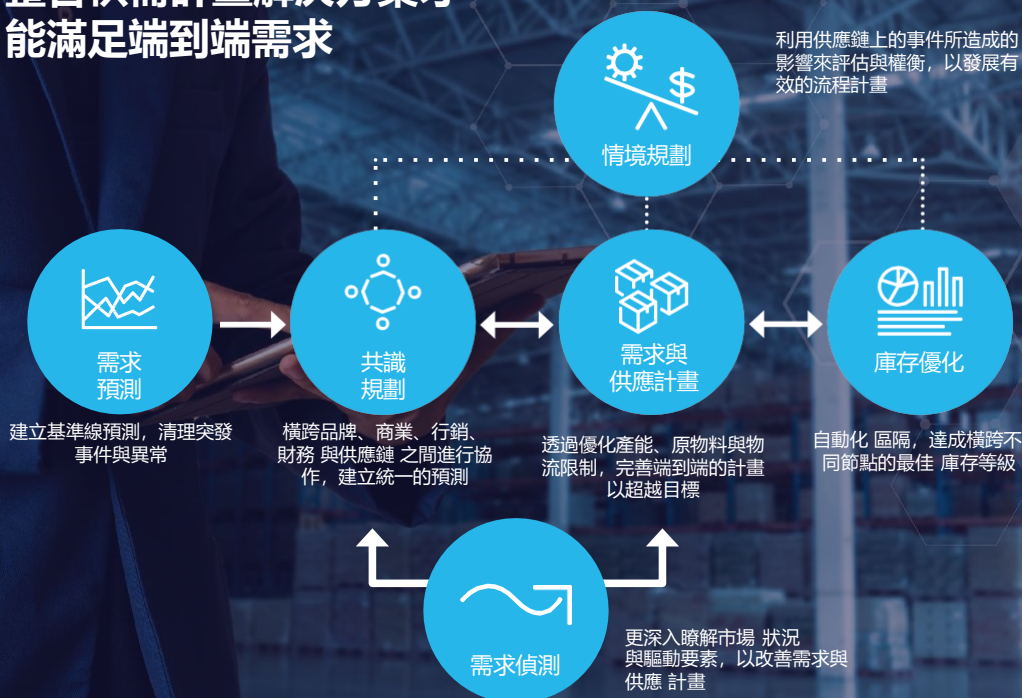 能滿足端到端需求
利用供應鏈上的事件所造成的
影響來評估與權衡，以發展有
效的流程計畫
情境規劃
需求
預測
共識
規劃
需求與
供應計畫
庫存優化
建立基準線預測，清理突發
事件與異常
橫跨品牌、商業、行銷、
財務 與供應鏈 之間進行協
作，建立統一的預測
透過優化產能、原物料與物
流限制，完善端到端的計畫
以超越目標
自動化 區隔，達成橫跨不
同節點的最佳 庫存等級
需求偵測
更深入瞭解市場 狀況
與驅動要素，以改善需求與
供應 計畫